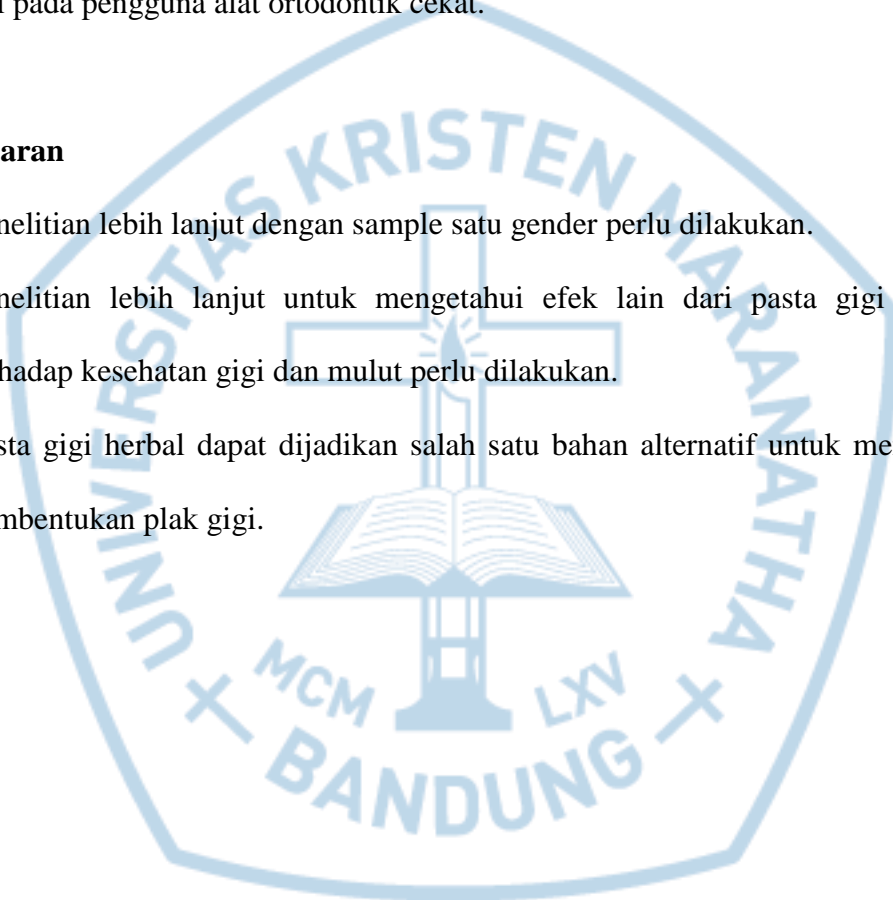 pada pengguna alat ortodontik cekat.
aran
nelitian lebih lanjut dengan sample satu gender perlu dilakukan.
nelitian lebih lanjut untuk mengetahui efek lain dari pasta gigi
hadap kesehatan gigi dan mulut perlu dilakukan.
sta gigi herbal dapat dijadikan salah satu bahan alternatif untuk me
mbentukan plak gigi.
UNIVERSITAS KRISTEN MARANATHA
MCM LXV
BANDUNG